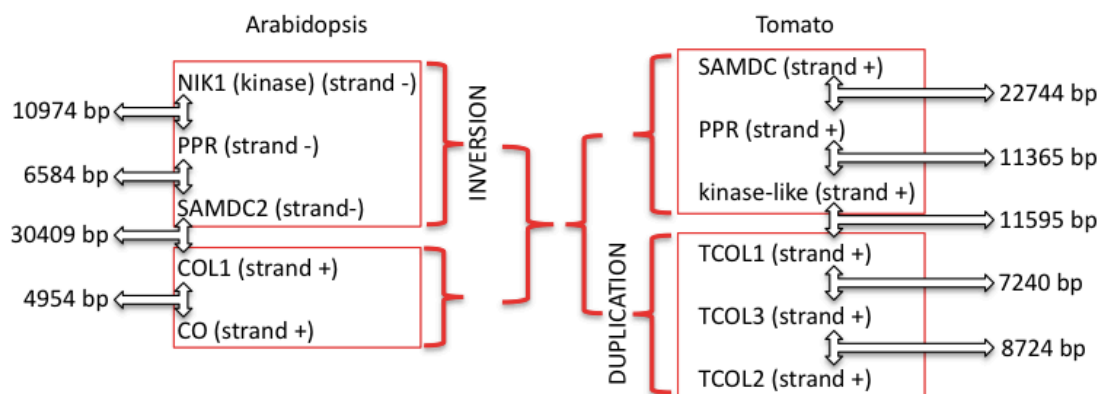 Arabidopsis
NIK1 (kinase) (strand -)
10974 bp
PPR (strand -)
6584 bp
SAMDC2 (strand-)
30409 bp
COL1 (strand +)
4954 bp
CO (strand +)
INVERSION
Tomato
SAMDC (strand +)
22744 bp
PPR (strand +)
11365 bp
kinase-like (strand +)
11595 bp
TCOL1 (strand +)
7240 bp
TCOL3 (strand +)
8724 bp
TCOL2 (strand +)
DUPLICATION